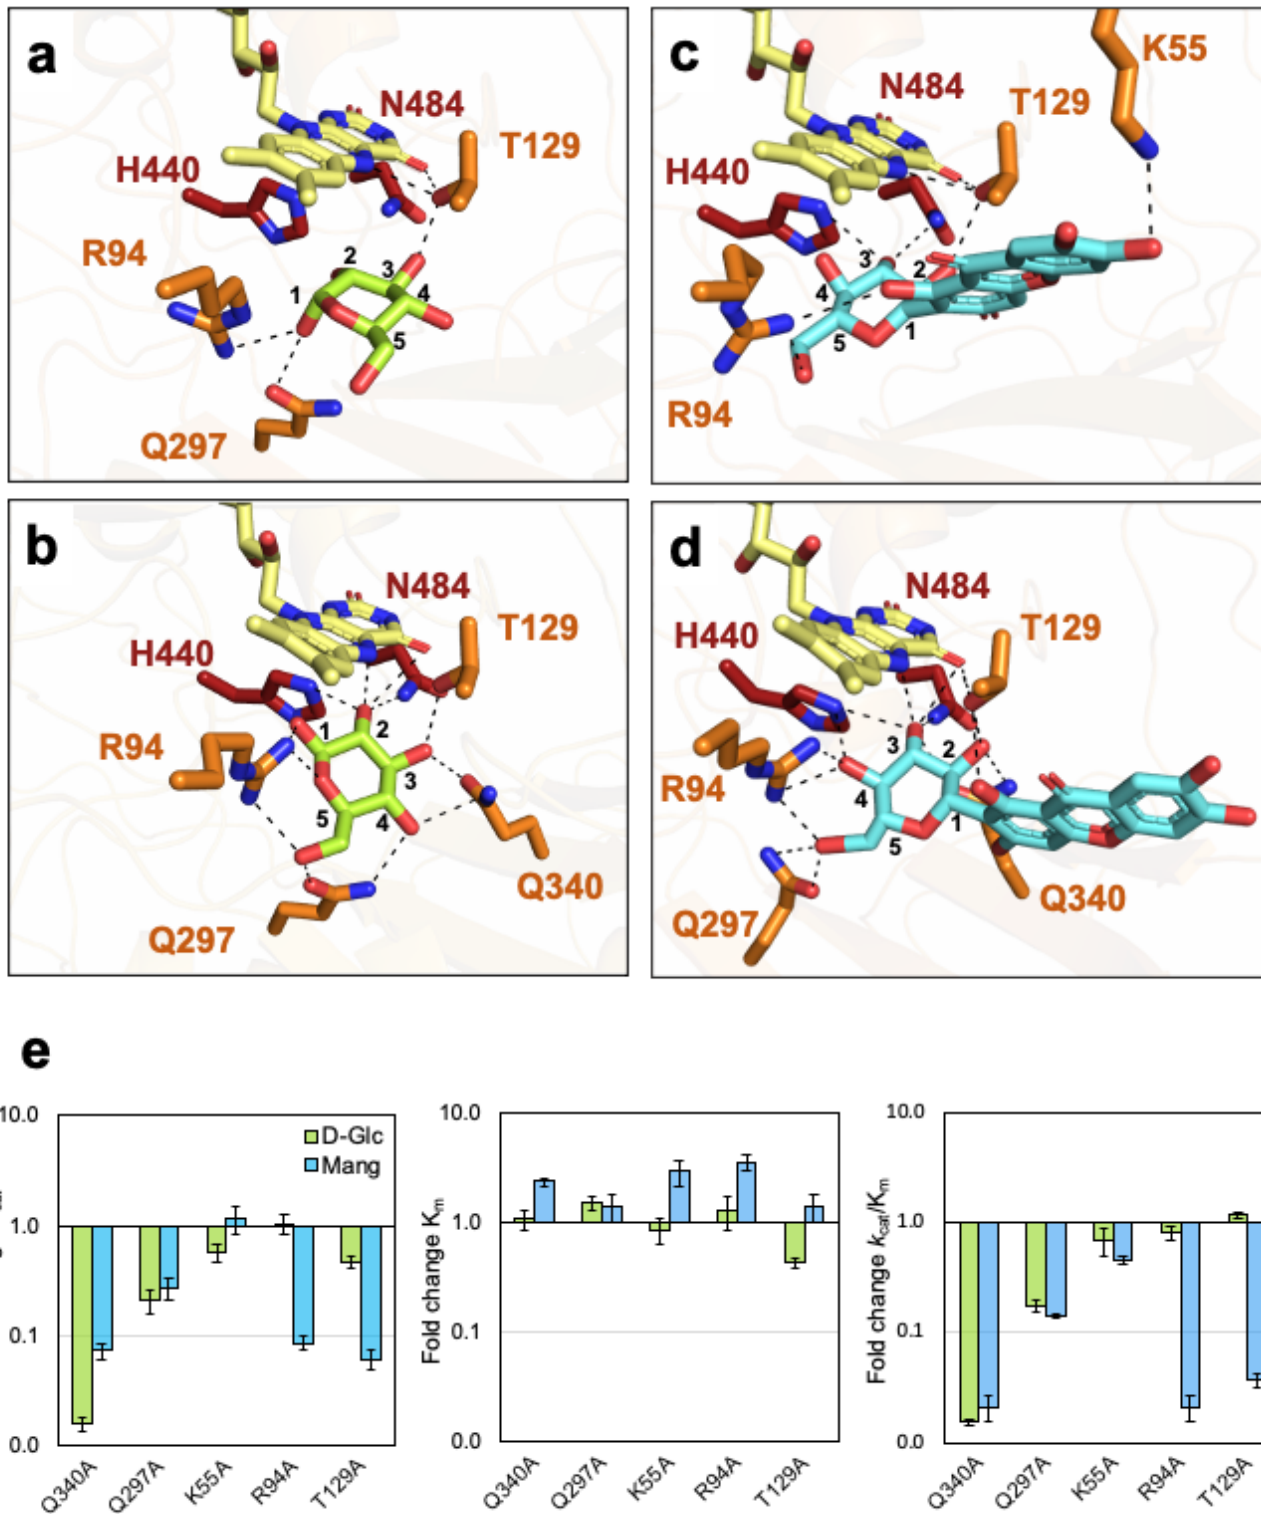 a
N484
T129
H440
R94
2
3
1
4
5
Q297
c
K55
N484
T129
H440
3
2
4
1
5
R94
b
N484
T129
H440
R94
1
2
3
5
4
Q340
Q297
d
N484
T129
H440
R94
3
2
4
1
5
Q340
Q297
e
10.0
1.0
0.1
0.0
D-Glc
Mang
Q340A
Q297A
K55A
R94A
T129A
Fold change Km
10.0
1.0
0.1
0.0
Q340A
Q297A
K55A
R94A
T129A
Fold change kcat/Km
10.0
1.0
0.1
0.0
Q340A
Q297A
K55A
R94A
T129A